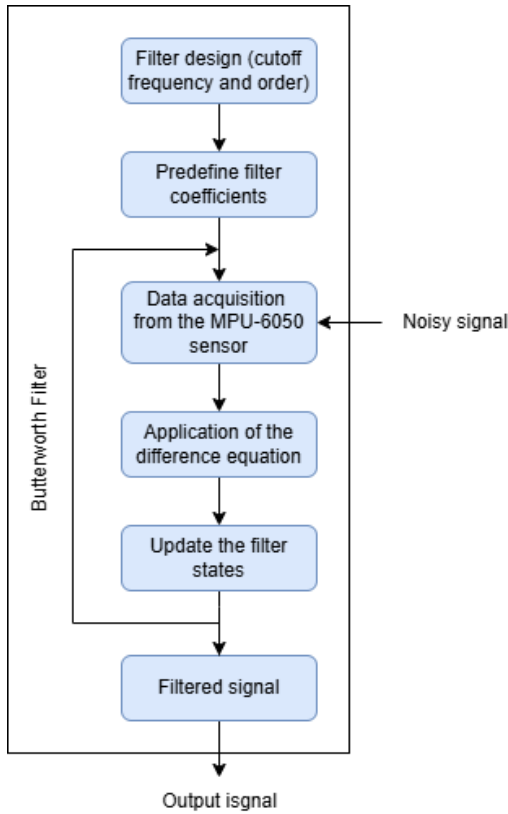 Filter design (cutoff
frequency and order)
Predefine filter
coefficients
Data acquisition
from the MPU-6050
sensor
Noisy signal
Application of the
difference equation
Butterworth Filter
Update the filter
states
Filtered signal
Output isgnal